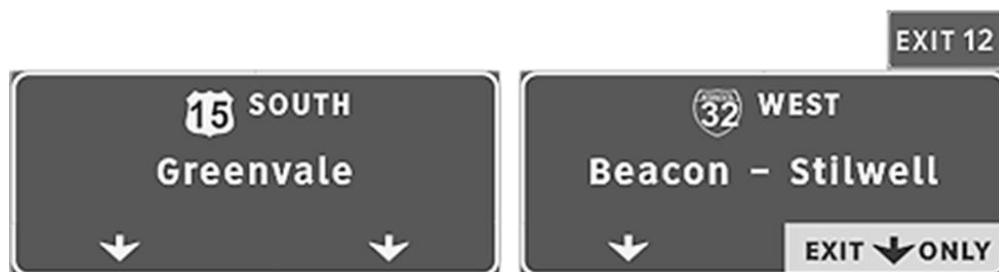 EXIT 12
15 SOUTH
Greenvale
32 WEST
Beacon – Stilwell
EXIT ONLY